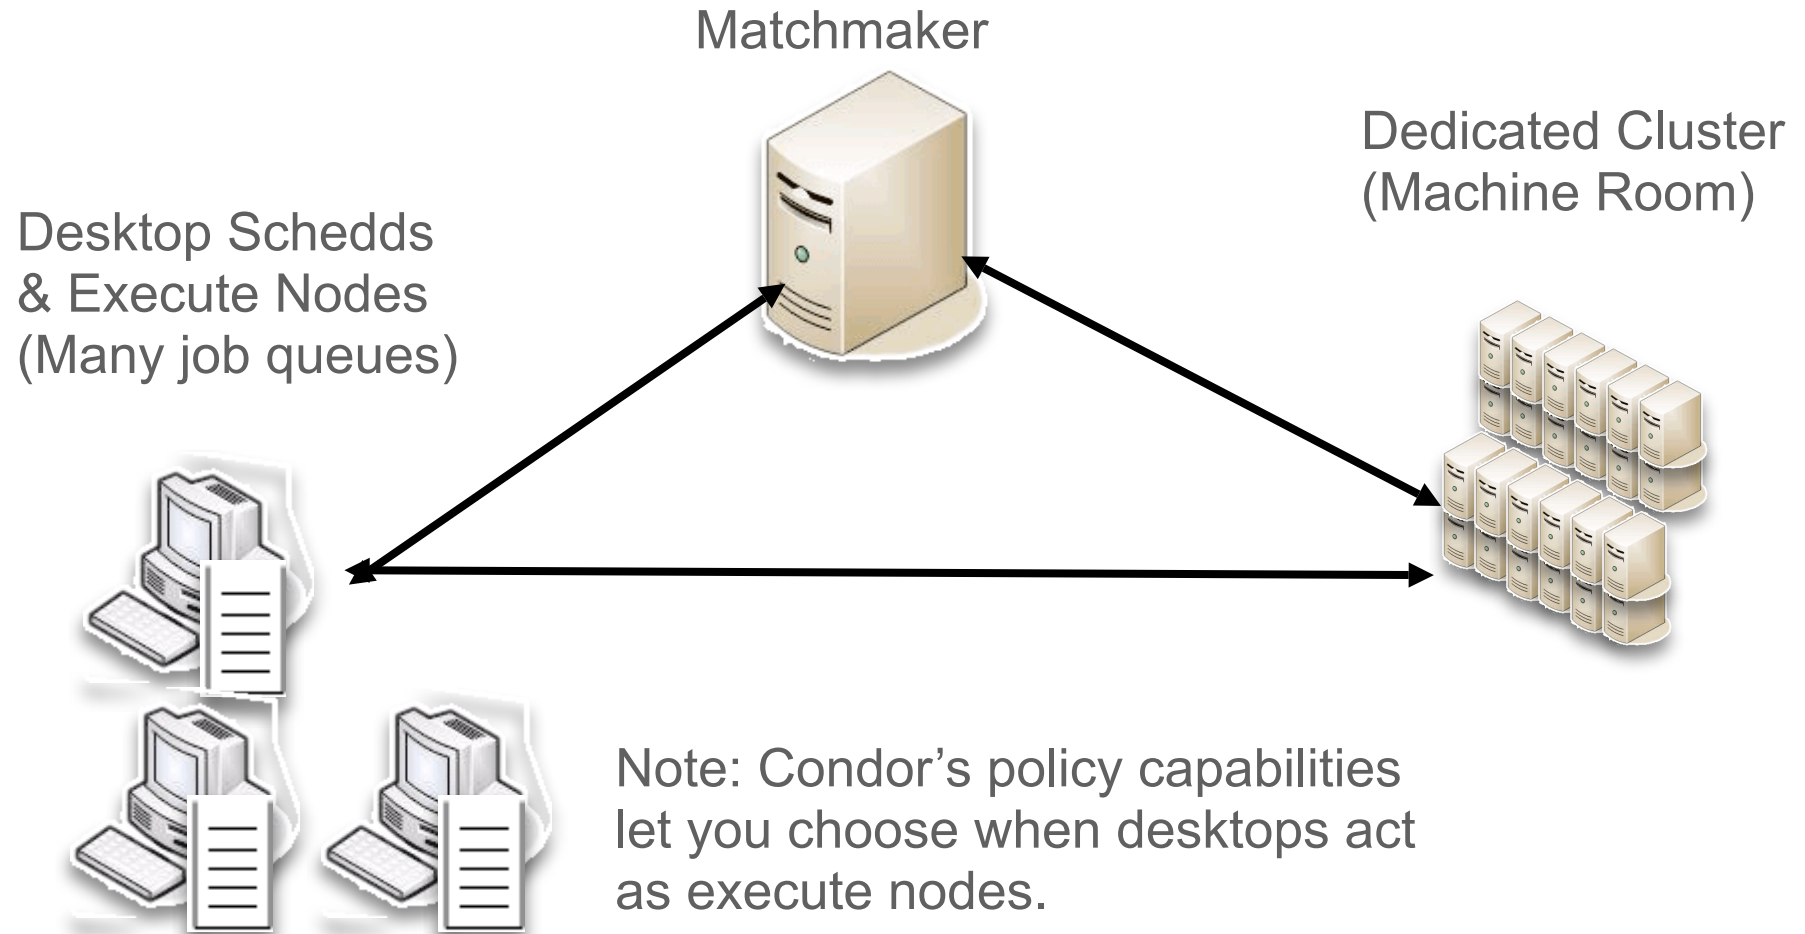 Matchmaker
Dedicated Cluster
(Machine Room)
Desktop Schedds
& Execute Nodes
(Many job queues)
Note: Condor’s policy capabilities
let you choose when desktops act
as execute nodes.